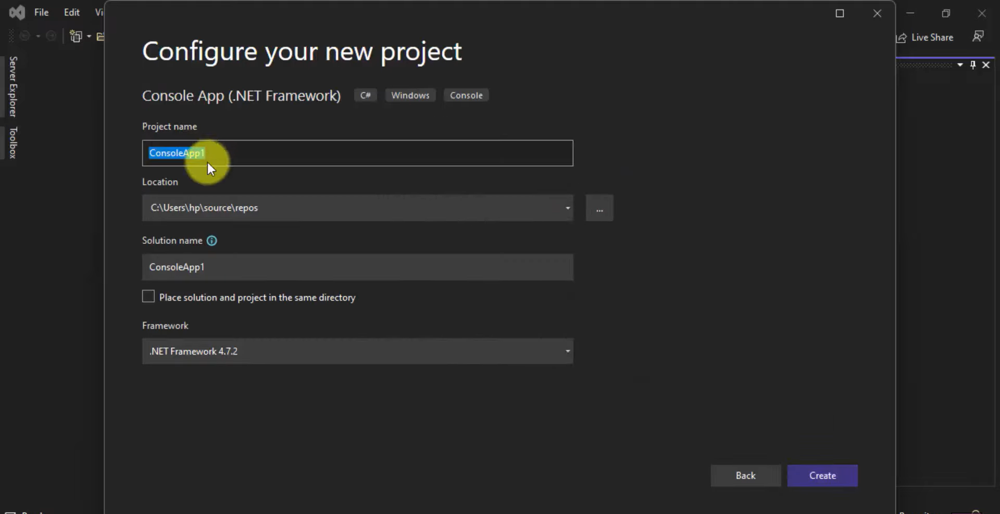 File Edit Vi
Live Share
Server Explorer
Toolbox
Configure your new project
Console App (.NET Framework) C# Windows Console
Project name
ConsoleApp1
Location
C:\Users\hp\source\repos
...
Solution name
ConsoleApp1
Place solution and project in the same directory
Framework
.NET Framework 4.7.2
Back Create